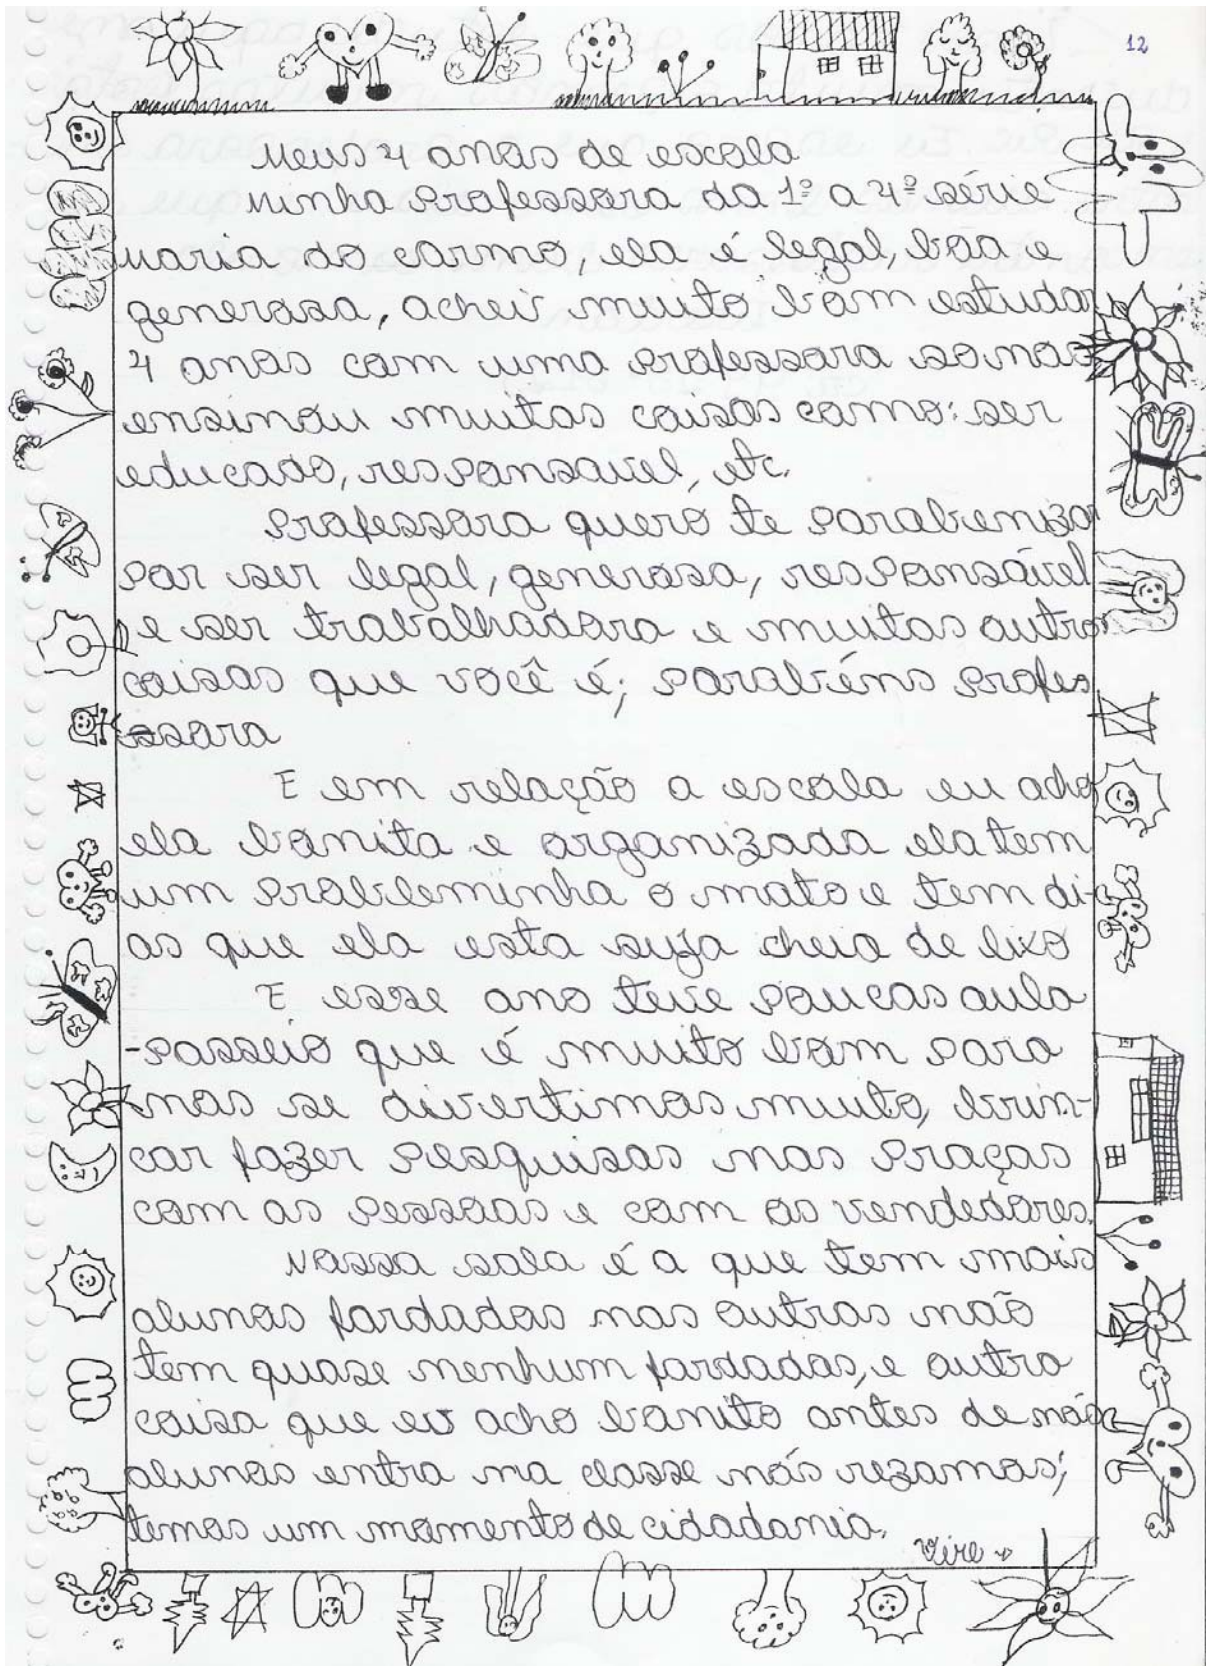 12
Meus 4 anos de escola
Minha Professora da 1ª a 4ª série
Maria do Carmo, ela é legal, boa e
generosa, achei muito bom estudar
4 anos com uma professora so nos
ensinou muitas coisas como: ser
educado, responsavel, etc.
Professora quero te parabeniza
por ser legal, generosa, responsável
e ser trabalhadora e muitas outras
coisas que você é; parabéns profes
ssora
E em relação a escola eu acho
ela bonita e organizada ela tem
um probleminha o mato e tem di-
as que ela esta suja cheia de lixo
E esse ano teve poucas aula
-passeio que é muito bom para
nos se divertimos muito, brin-
car fazer pesquisas nas praças
com as pessoas e com os vendedores.
Nossa sala é a que tem mais
alunos fardados nas outras não
tem quase nenhum fardados, e outra
coisa que eu acho bonito antes de nós
alunos entra na classe nós rezamos;
temos um momento de cidadania.
Vire